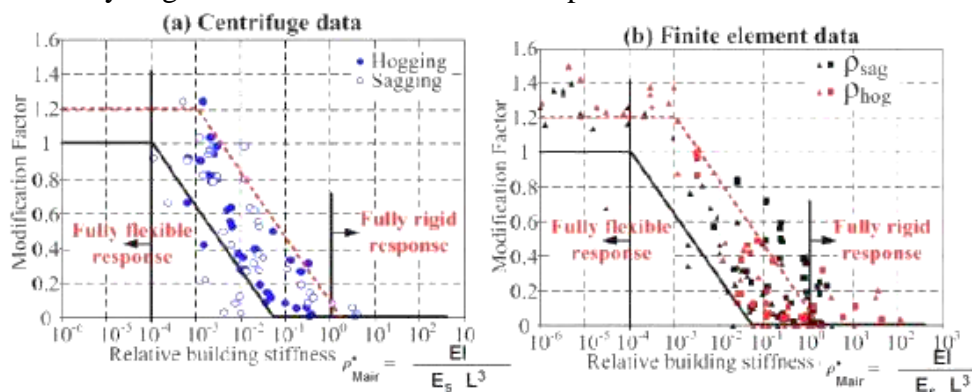 (a) Centrifuge data
Modification Factor
1.6
1.4
1.2
1
0.8
0.6
0.4
0.2
0
Hogging
Sagging
Fully flexible
response
Fully rigid
response
10-6 10-5 10-4 10-3 10-2 10-1 100 101 10
Relative building stiffness ρ*Mair = EI
Es L3
(b) Finite element data
Modification Factor
1.6
1.4
1.2
1
0.8
0.6
0.4
0.2
0
ρsag
ρhog
Fully flexible
response
Fully rigid
response
10-6 10-5 10-4 10-3 10-2 10-1 100 101 102 103
Relative building stiffness ρ*Mair = EI
Es L3